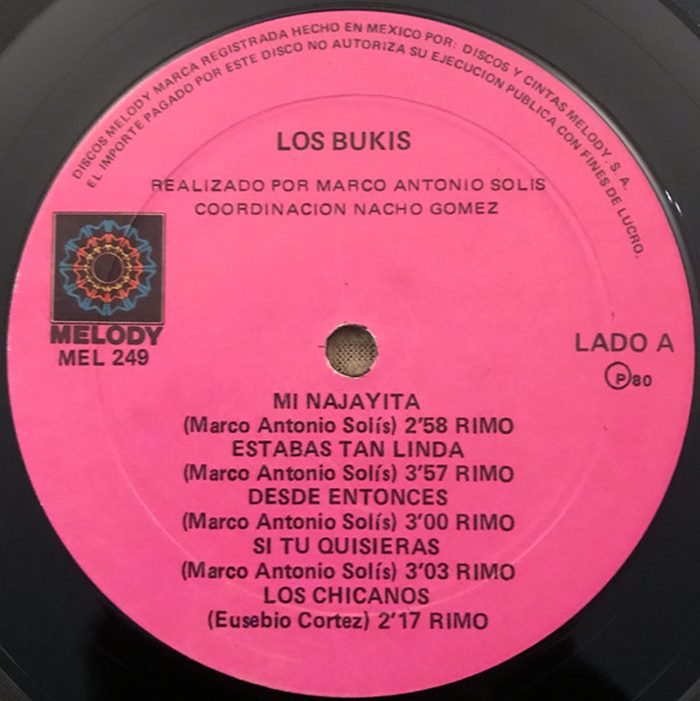 DISCOS MELODY MARCA REGISTRADA HECHO EN MEXICO POR: DISCOS Y CINTAS MELODY, S. A.
EL IMPORTE PAGADO POR ESTE DISCO NO AUTORIZA SU EJECUCION PUBLICA CON FINES DE LUCRO.
LOS BUKIS
REALIZADO POR MARCO ANTONIO SOLIS
COORDINACION NACHO GOMEZ
MELODY
MEL 249
LADO A
Ⓟ80
MI NAJAYITA
(Marco Antonio Solís) 2'58 RIMO
ESTABAS TAN LINDA
(Marco Antonio Solís) 3'57 RIMO
DESDE ENTONCES
(Marco Antonio Solís) 3'00 RIMO
SI TU QUISIERAS
(Marco Antonio Solís) 3'03 RIMO
LOS CHICANOS
(Eusebio Cortez) 2'17 RIMO